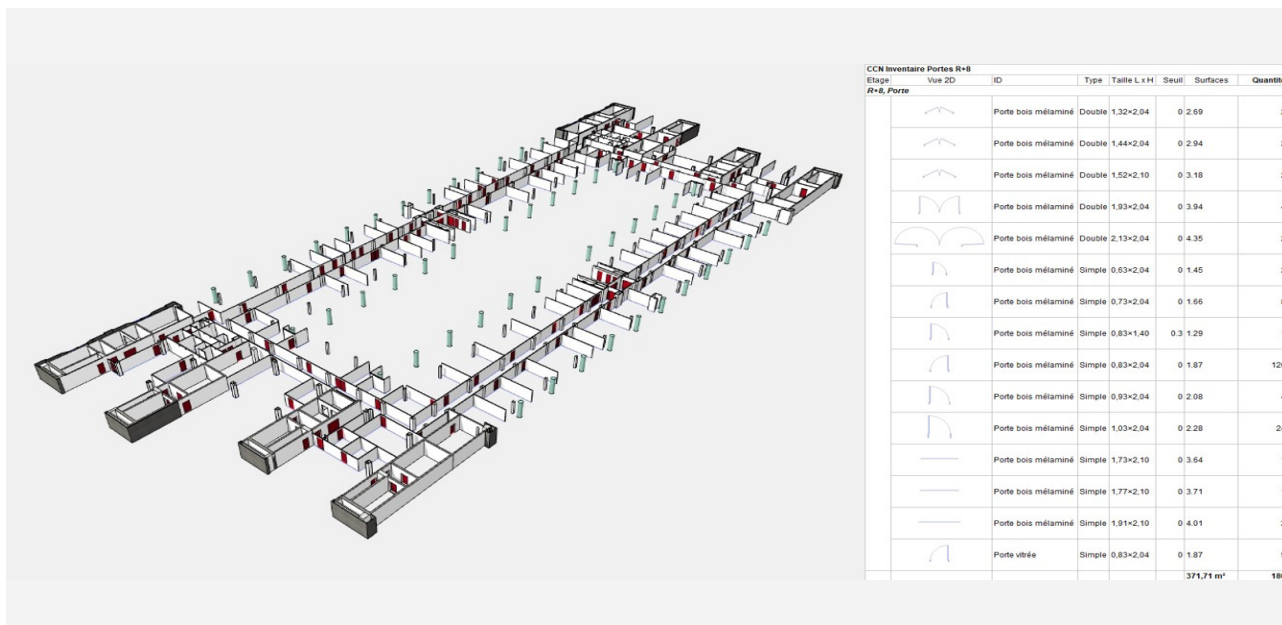 CCN Inventaire Portes R+8
Etage Vue 2D ID Type Taille L x H Seuil Surfaces Quantité
R+8, Porte
Porte bois mélaminé Double 1,32×2,04 0 2.69
Porte bois mélaminé Double 1,44×2,04 0 2.94
Porte bois mélaminé Double 1,52×2,10 0 3.18
Porte bois mélaminé Double 1,93×2,04 0 3.94
Porte bois mélaminé Double 2,13×2,04 0 4.35
Porte bois mélaminé Simple 0,63×2,04 0 1.45
Porte bois mélaminé Simple 0,73×2,04 0 1.66
Porte bois mélaminé Simple 0,83×1,40 0.3 1.29
Porte bois mélaminé Simple 0,83×2,04 0 1.87
Porte bois mélaminé Simple 0,93×2,04 0 2.08
Porte bois mélaminé Simple 1,03×2,04 0 2.28
Porte bois mélaminé Simple 1,73×2,10 0 3.64
Porte bois mélaminé Simple 1,77×2,10 0 3.71
Porte bois mélaminé Simple 1,91×2,10 0 4.01
Porte vitrée Simple 0,83×2,04 0 1.87
371,71 m²